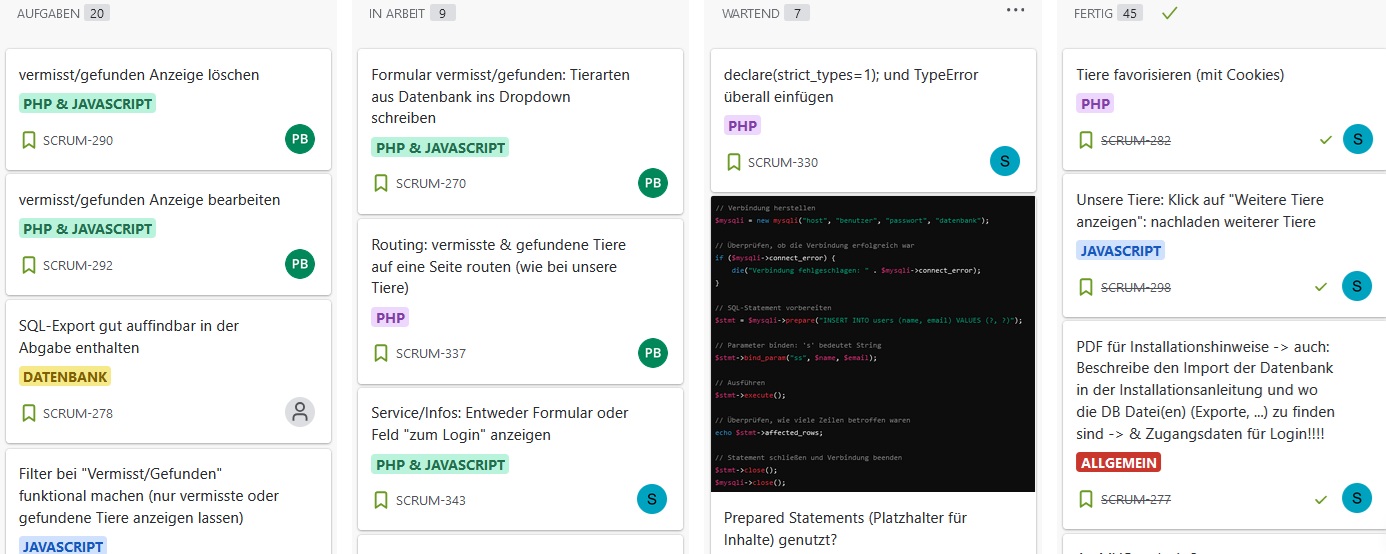 AUFGABEN 20
vermisst/gefunden Anzeige löschen
PHP & JAVASCRIPT
SCRUM-290
PB
vermisst/gefunden Anzeige bearbeiten
PHP & JAVASCRIPT
SCRUM-292
PB
SQL-Export gut auffindbar in der
Abgabe enthalten
DATENBANK
SCRUM-278
Filter bei "Vermisst/Gefunden"
funktional machen (nur vermisste oder
gefundene Tiere anzeigen lassen)
JAVASCRIPT
IN ARBEIT 9
Formular vermisst/gefunden: Tierarten
aus Datenbank ins Dropdown
schreiben
PHP & JAVASCRIPT
SCRUM-270
PB
Routing: vermisste & gefundene Tiere
auf eine Seite routen (wie bei unsere
Tiere)
PHP
SCRUM-337
PB
Service/Infos: Entweder Formular oder
Feld "zum Login" anzeigen
PHP & JAVASCRIPT
SCRUM-343
S
WARTEND 7
declare(strict_types=1); und TypeError
überall einfügen
PHP
SCRUM-330
S
// Verbindung herstellen
$mysqli = new mysqli("host", "benutzer", "passwort", "datenbank");
// Überprüfen, ob die Verbindung erfolgreich war
if ($mysqli->connect_error) {
die("Verbindung fehlgeschlagen: " . $mysqli->connect_error);
}
// SQL-Statement vorbereiten
$stmt = $mysqli->prepare("INSERT INTO users (name, email) VALUES (?, ?)");
// Parameter binden: 's' bedeutet String
$stmt->bind_param("ss", $name, $email);
// Ausführen
$stmt->execute();
// Überprüfen, wie viele Zeilen betroffen waren
echo $stmt->affected_rows;
// Statement schließen und Verbindung beenden
$stmt->close();
$mysqli->close();
Prepared Statements (Platzhalter für
Inhalte) genutzt?
FERTIG 45
Tiere favorisieren (mit Cookies)
PHP
SCRUM-282
S
Unsere Tiere: Klick auf "Weitere Tiere
anzeigen": nachladen weiterer Tiere
JAVASCRIPT
SCRUM-298
S
PDF für Installationshinweise -> auch:
Beschreibe den Import der Datenbank
in der Installationsanleitung und wo
die DB Datei(en) (Exporte, ...) zu finden
sind -> & Zugangsdaten für Login!!!!
ALLGEMEIN
SCRUM-277
S